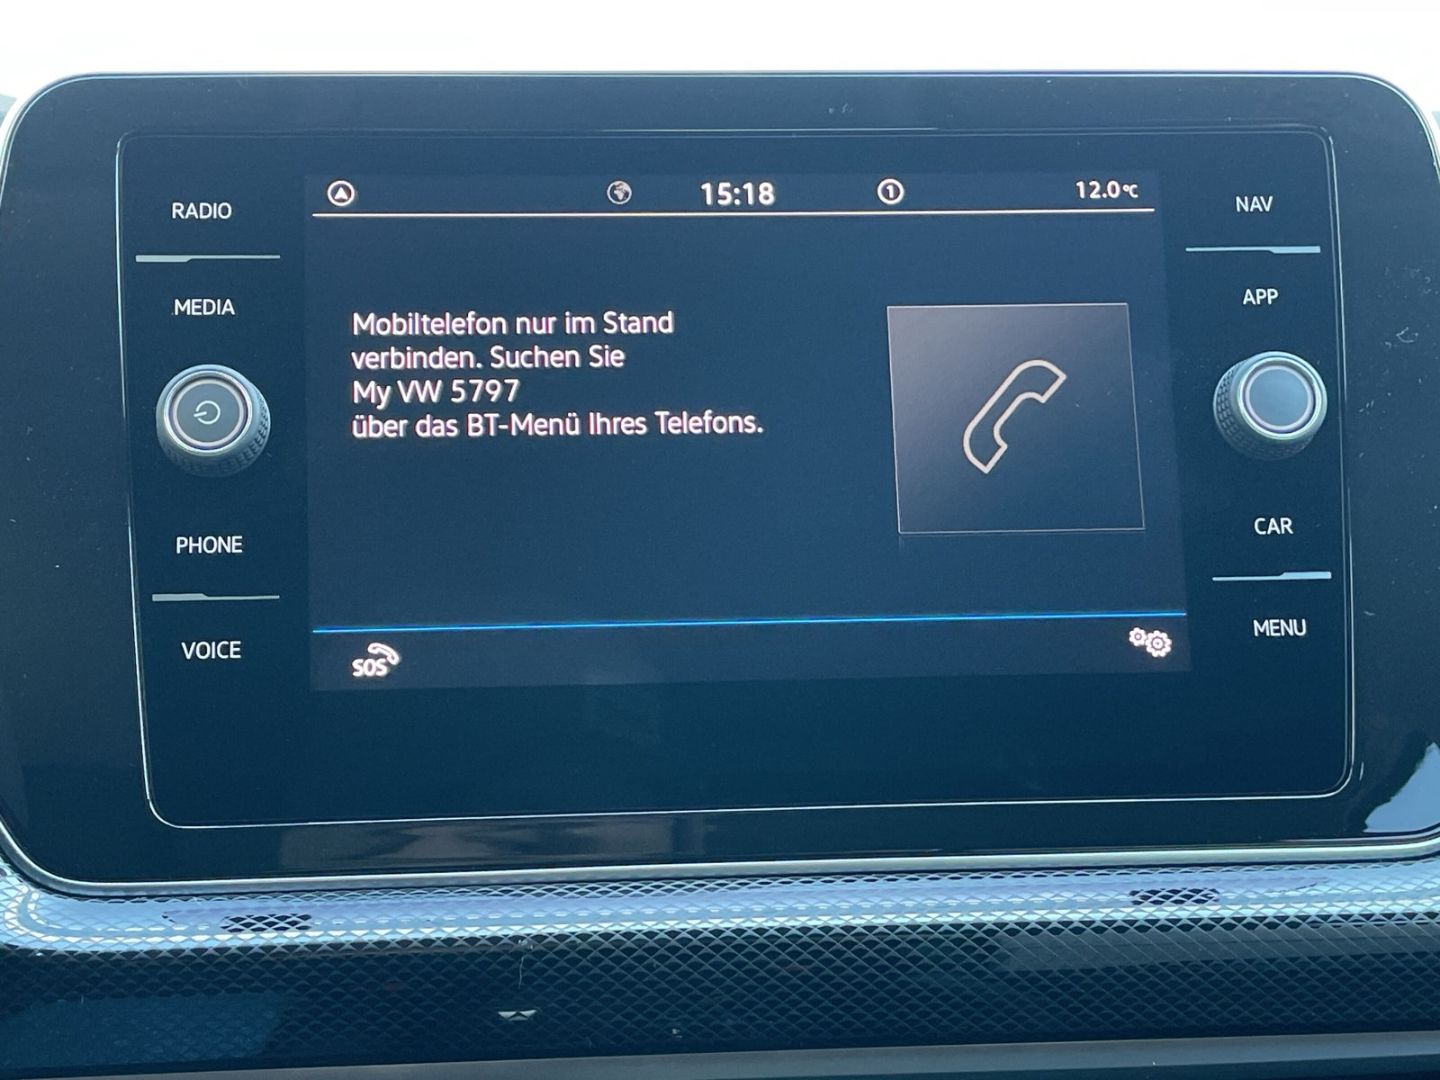 15:18
1
12.0°C
RADIO
NAV
MEDIA
APP
Mobiltelefon nur im Stand
verbinden. Suchen Sie
My VW 5797
über das BT-Menü Ihres Telefons.
PHONE
CAR
VOICE
MENU
SOS